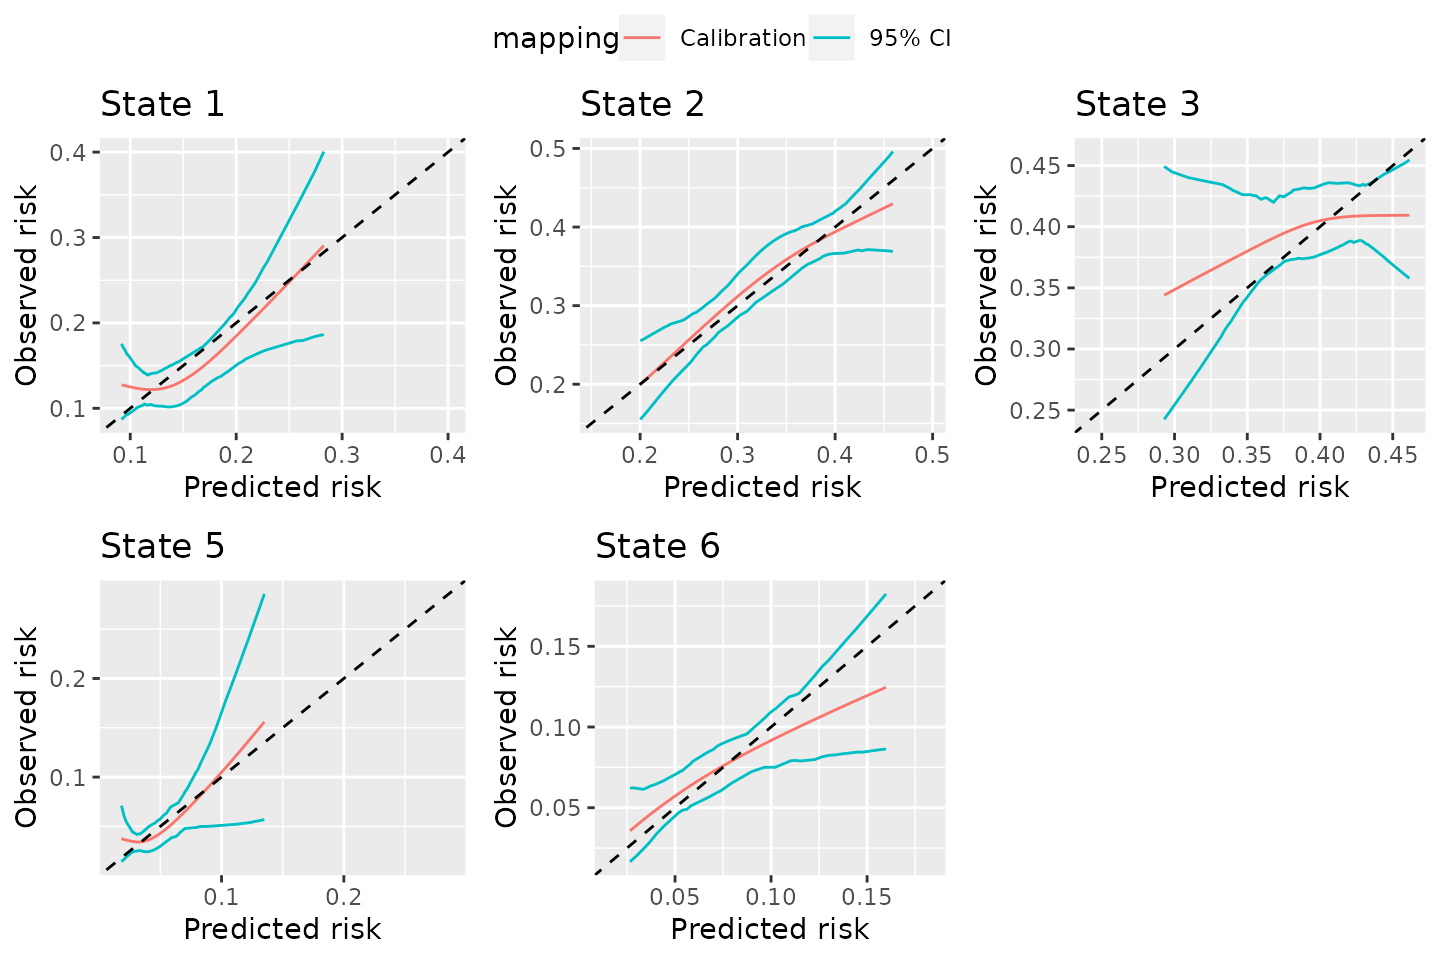 mapping Calibration 95% CI
State 1
State 2
State 3
Observed risk
0.4
0.3
0.2
0.1
0.1 0.2 0.3 0.4
Predicted risk
Observed risk
0.5
0.4
0.3
0.2
0.2 0.3 0.4 0.5
Predicted risk
Observed risk
0.45
0.40
0.35
0.30
0.25
0.25 0.30 0.35 0.40 0.45
Predicted risk
State 5
State 6
Observed risk
0.2
0.1
0.1 0.2
Predicted risk
Observed risk
0.15
0.10
0.05
0.05 0.10 0.15
Predicted risk